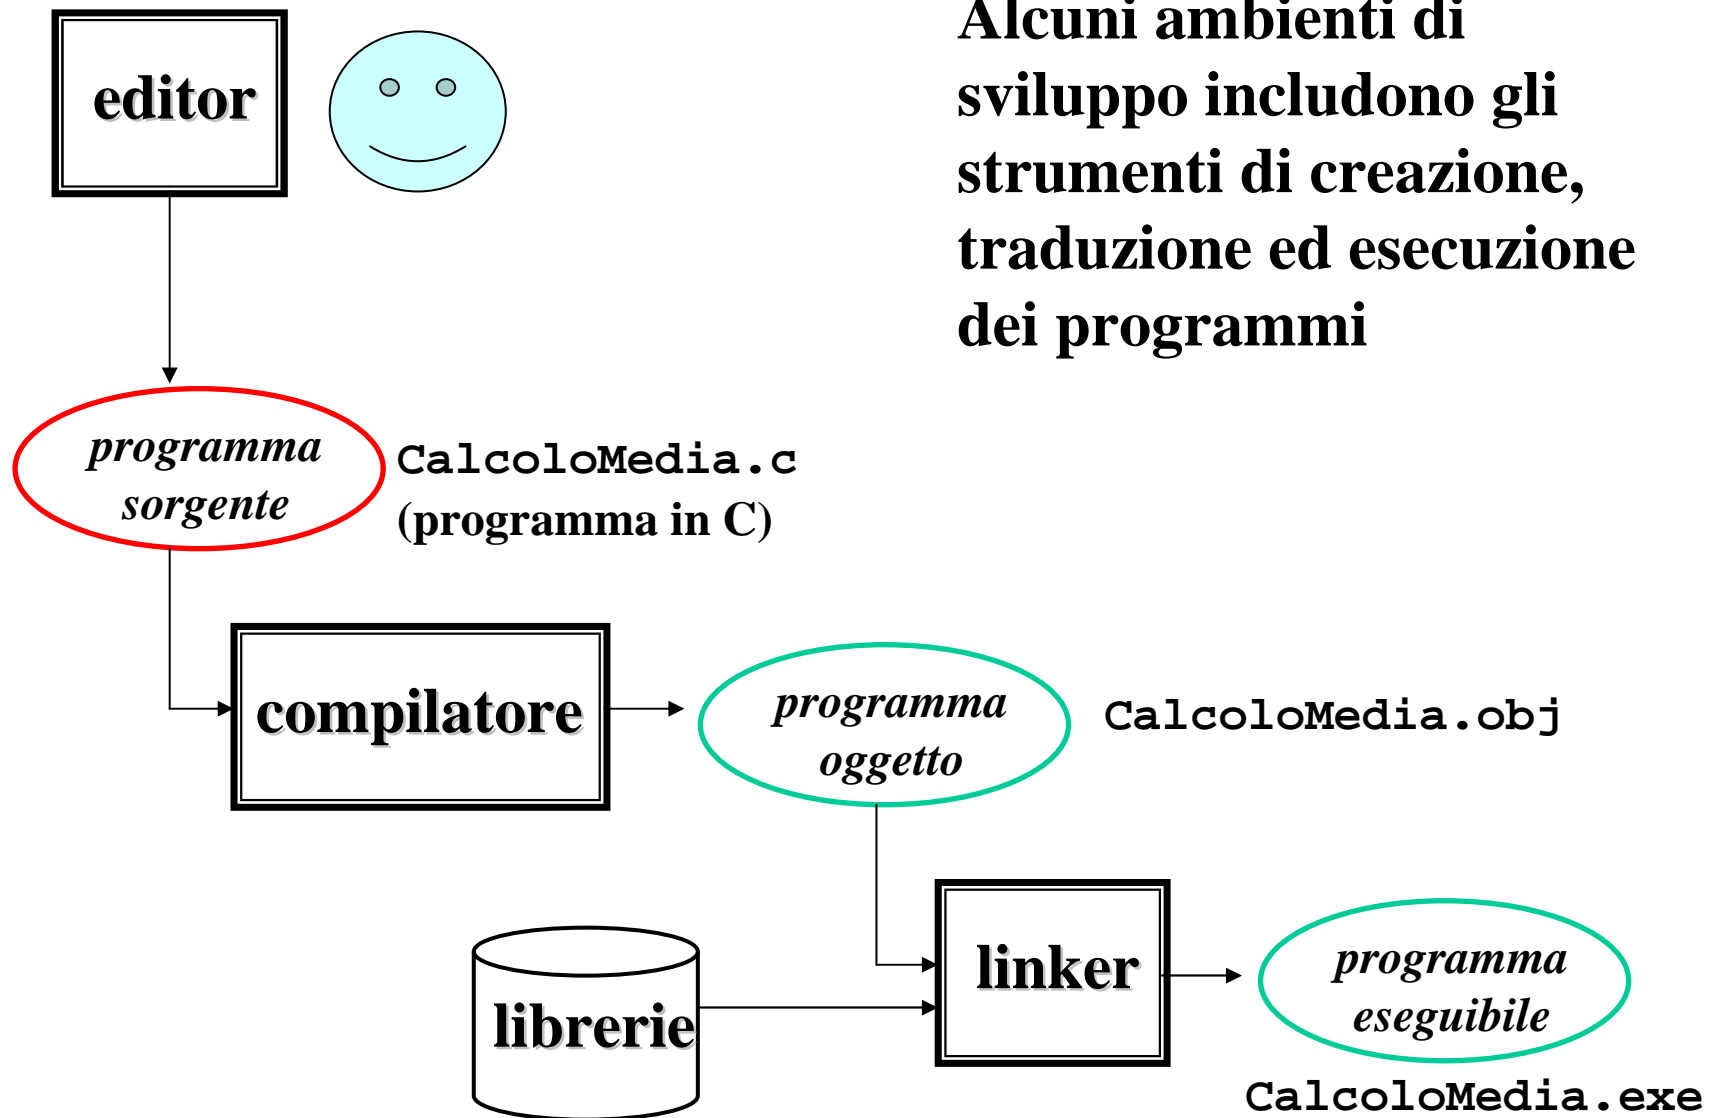 Alcuni ambienti di
sviluppo includono gli
strumenti di creazione,
traduzione ed esecuzione
dei programmi
editor
programma
sorgente
CalcoloMedia.c
(programma in C)
compilatore
programma
oggetto
CalcoloMedia.obj
librerie
linker
programma
eseguibile
CalcoloMedia.exe